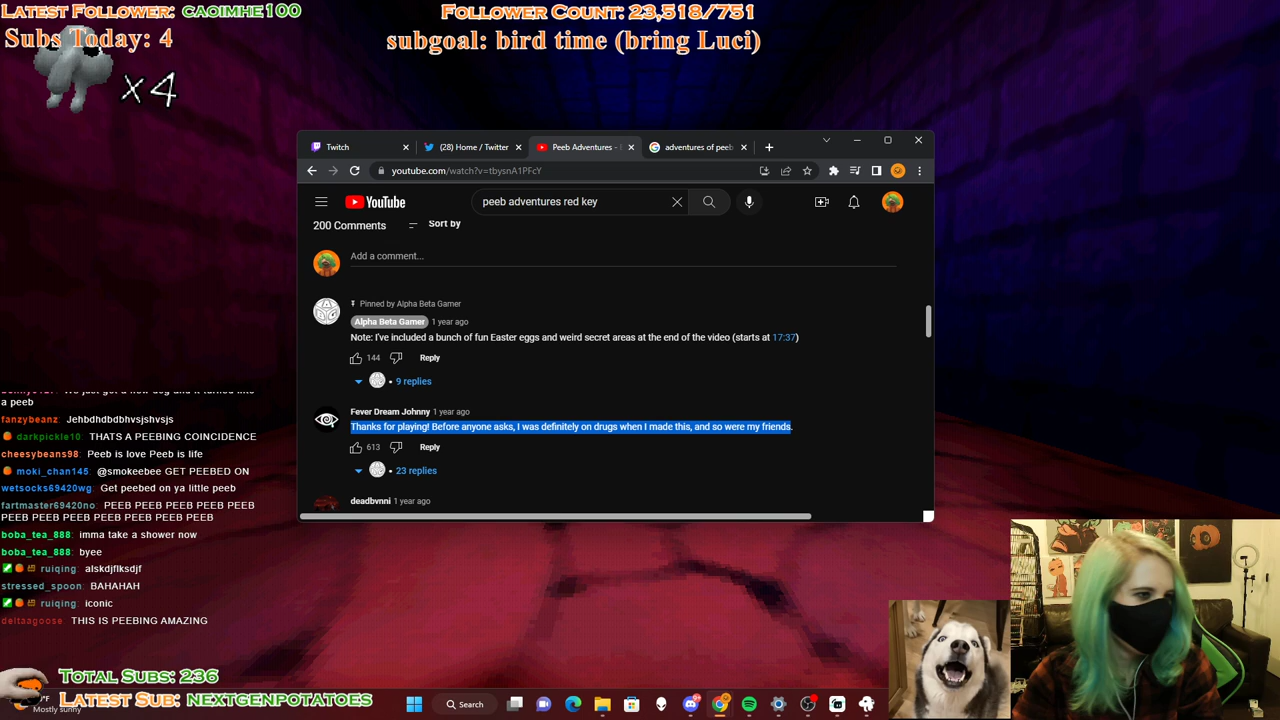 Latest Follower: caoimhe100
Follower Count: 23,518/751
Subs Today: 4
subgoal: bird time (bring Luci)
x4
Twitch
(28) Home / Twitter
Peeb Adventures -
adventures of peeb
youtube.com/watch?v=tbysnA1PFcY
YouTube
peeb adventures red key
200 Comments
Sort by
Add a comment...
Pinned by Alpha Beta Gamer
Alpha Beta Gamer 1 year ago
Note: I've included a bunch of fun Easter eggs and weird secret areas at the end of the video (starts at 17:37)
144 Reply
9 replies
Fever Dream Johnny 1 year ago
Thanks for playing! Before anyone asks, I was definitely on drugs when I made this, and so were my friends.
613 Reply
23 replies
deadbvnni 1 year ago
a peeb
fanzybeanz: Jehbdhdbdbhvsjshvsjs
darkpickle10: THATS A PEEBING COINCIDENCE
cheesybeans98: Peeb is love Peeb is life
moki_chan145: @smokeebee GET PEEBED ON
wetsocks69420wg: Get peebed on ya little peeb
fartmaster69420no: PEEB PEEB PEEB PEEB PEEB
PEEB PEEB PEEB PEEB PEEB PEEB
boba_tea_888: imma take a shower now
boba_tea_888: byee
ruiqing: alskdjflksdjf
stressed_spoon: BAHAHAH
ruiqing: iconic
deltaagoose: THIS IS PEEBING AMAZING
Total Subs: 236
Latest Sub: nextgenpotatoes
Mostly sunny
Search